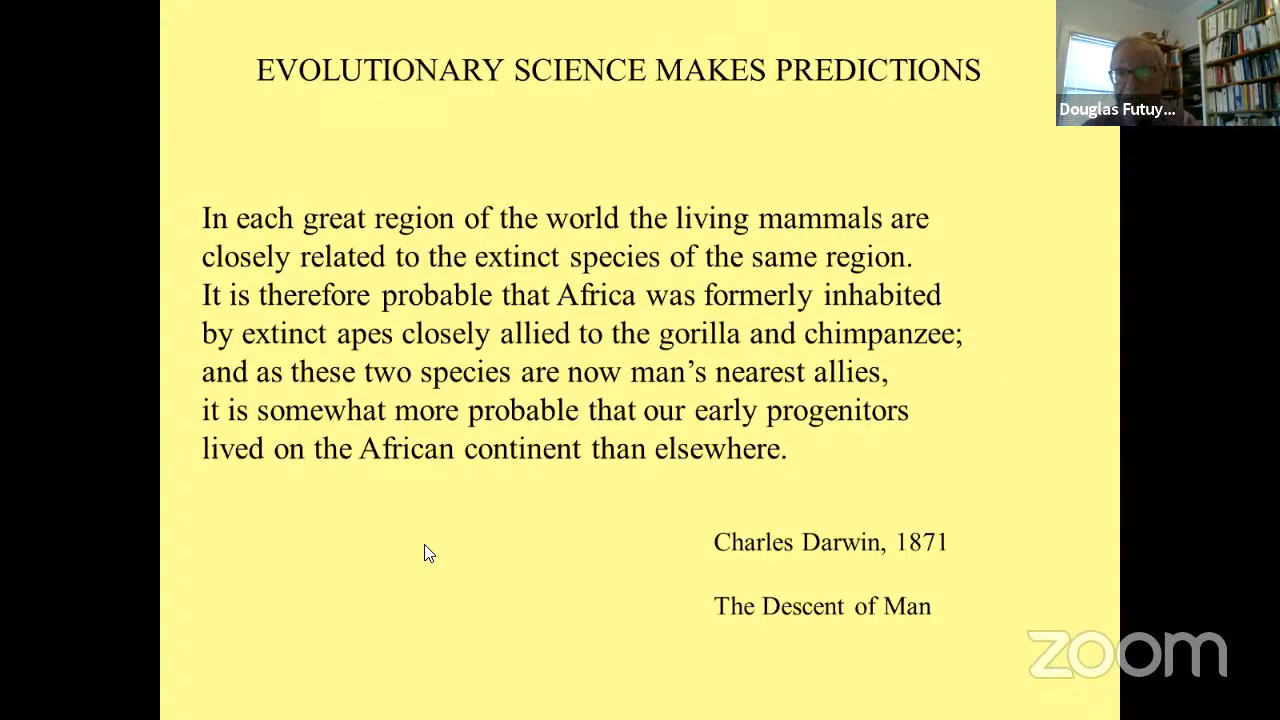 EVOLUTIONARY SCIENCE MAKES PREDICTIONS
Douglas Futuy...
In each great region of the world the living mammals are
closely related to the extinct species of the same region.
It is therefore probable that Africa was formerly inhabited
by extinct apes closely allied to the gorilla and chimpanzee;
and as these two species are now man’s nearest allies,
it is somewhat more probable that our early progenitors
lived on the African continent than elsewhere.
Charles Darwin, 1871
The Descent of Man
zoom